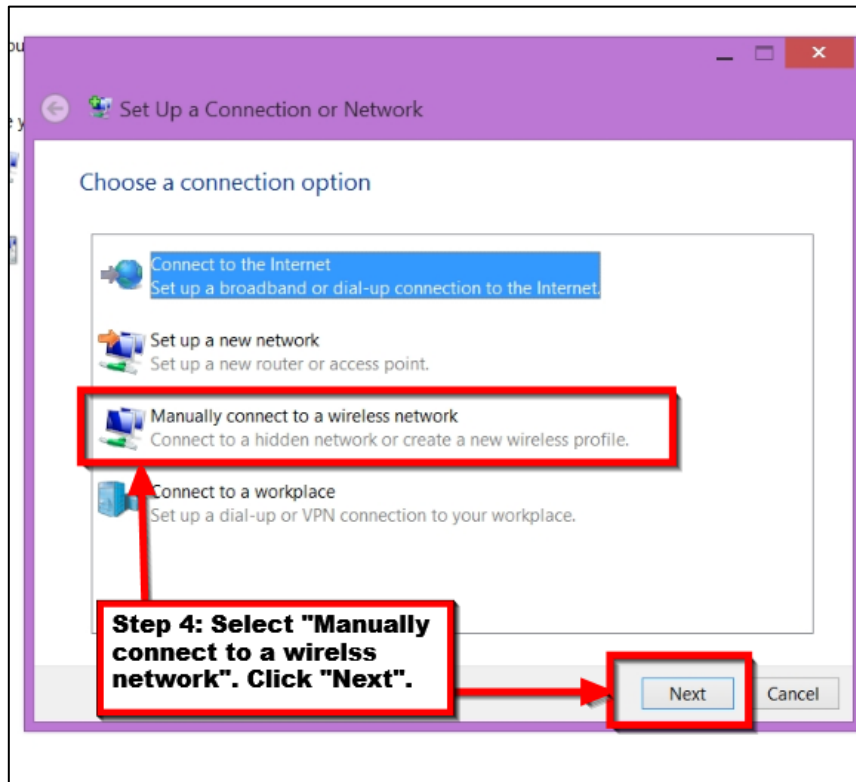 Set Up a Connection or Network
Choose a connection option
Connect to the Internet
Set up a broadband or dial-up connection to the Internet.
Set up a new network
Set up a new router or access point.
Manually connect to a wireless network
Connect to a hidden network or create a new wireless profile.
Connect to a workplace
Set up a dial-up or VPN connection to your workplace.
Step 4: Select "Manually
connect to a wirelss
network". Click "Next".
Next
Cancel